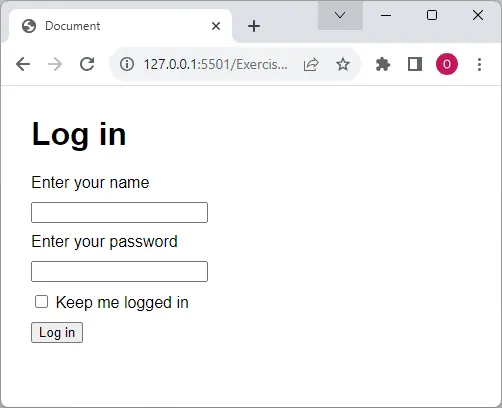 Document
127.0.0.1:5501/Exercis...
O
Log in
Enter your name
Enter your password
Keep me logged in
Log in